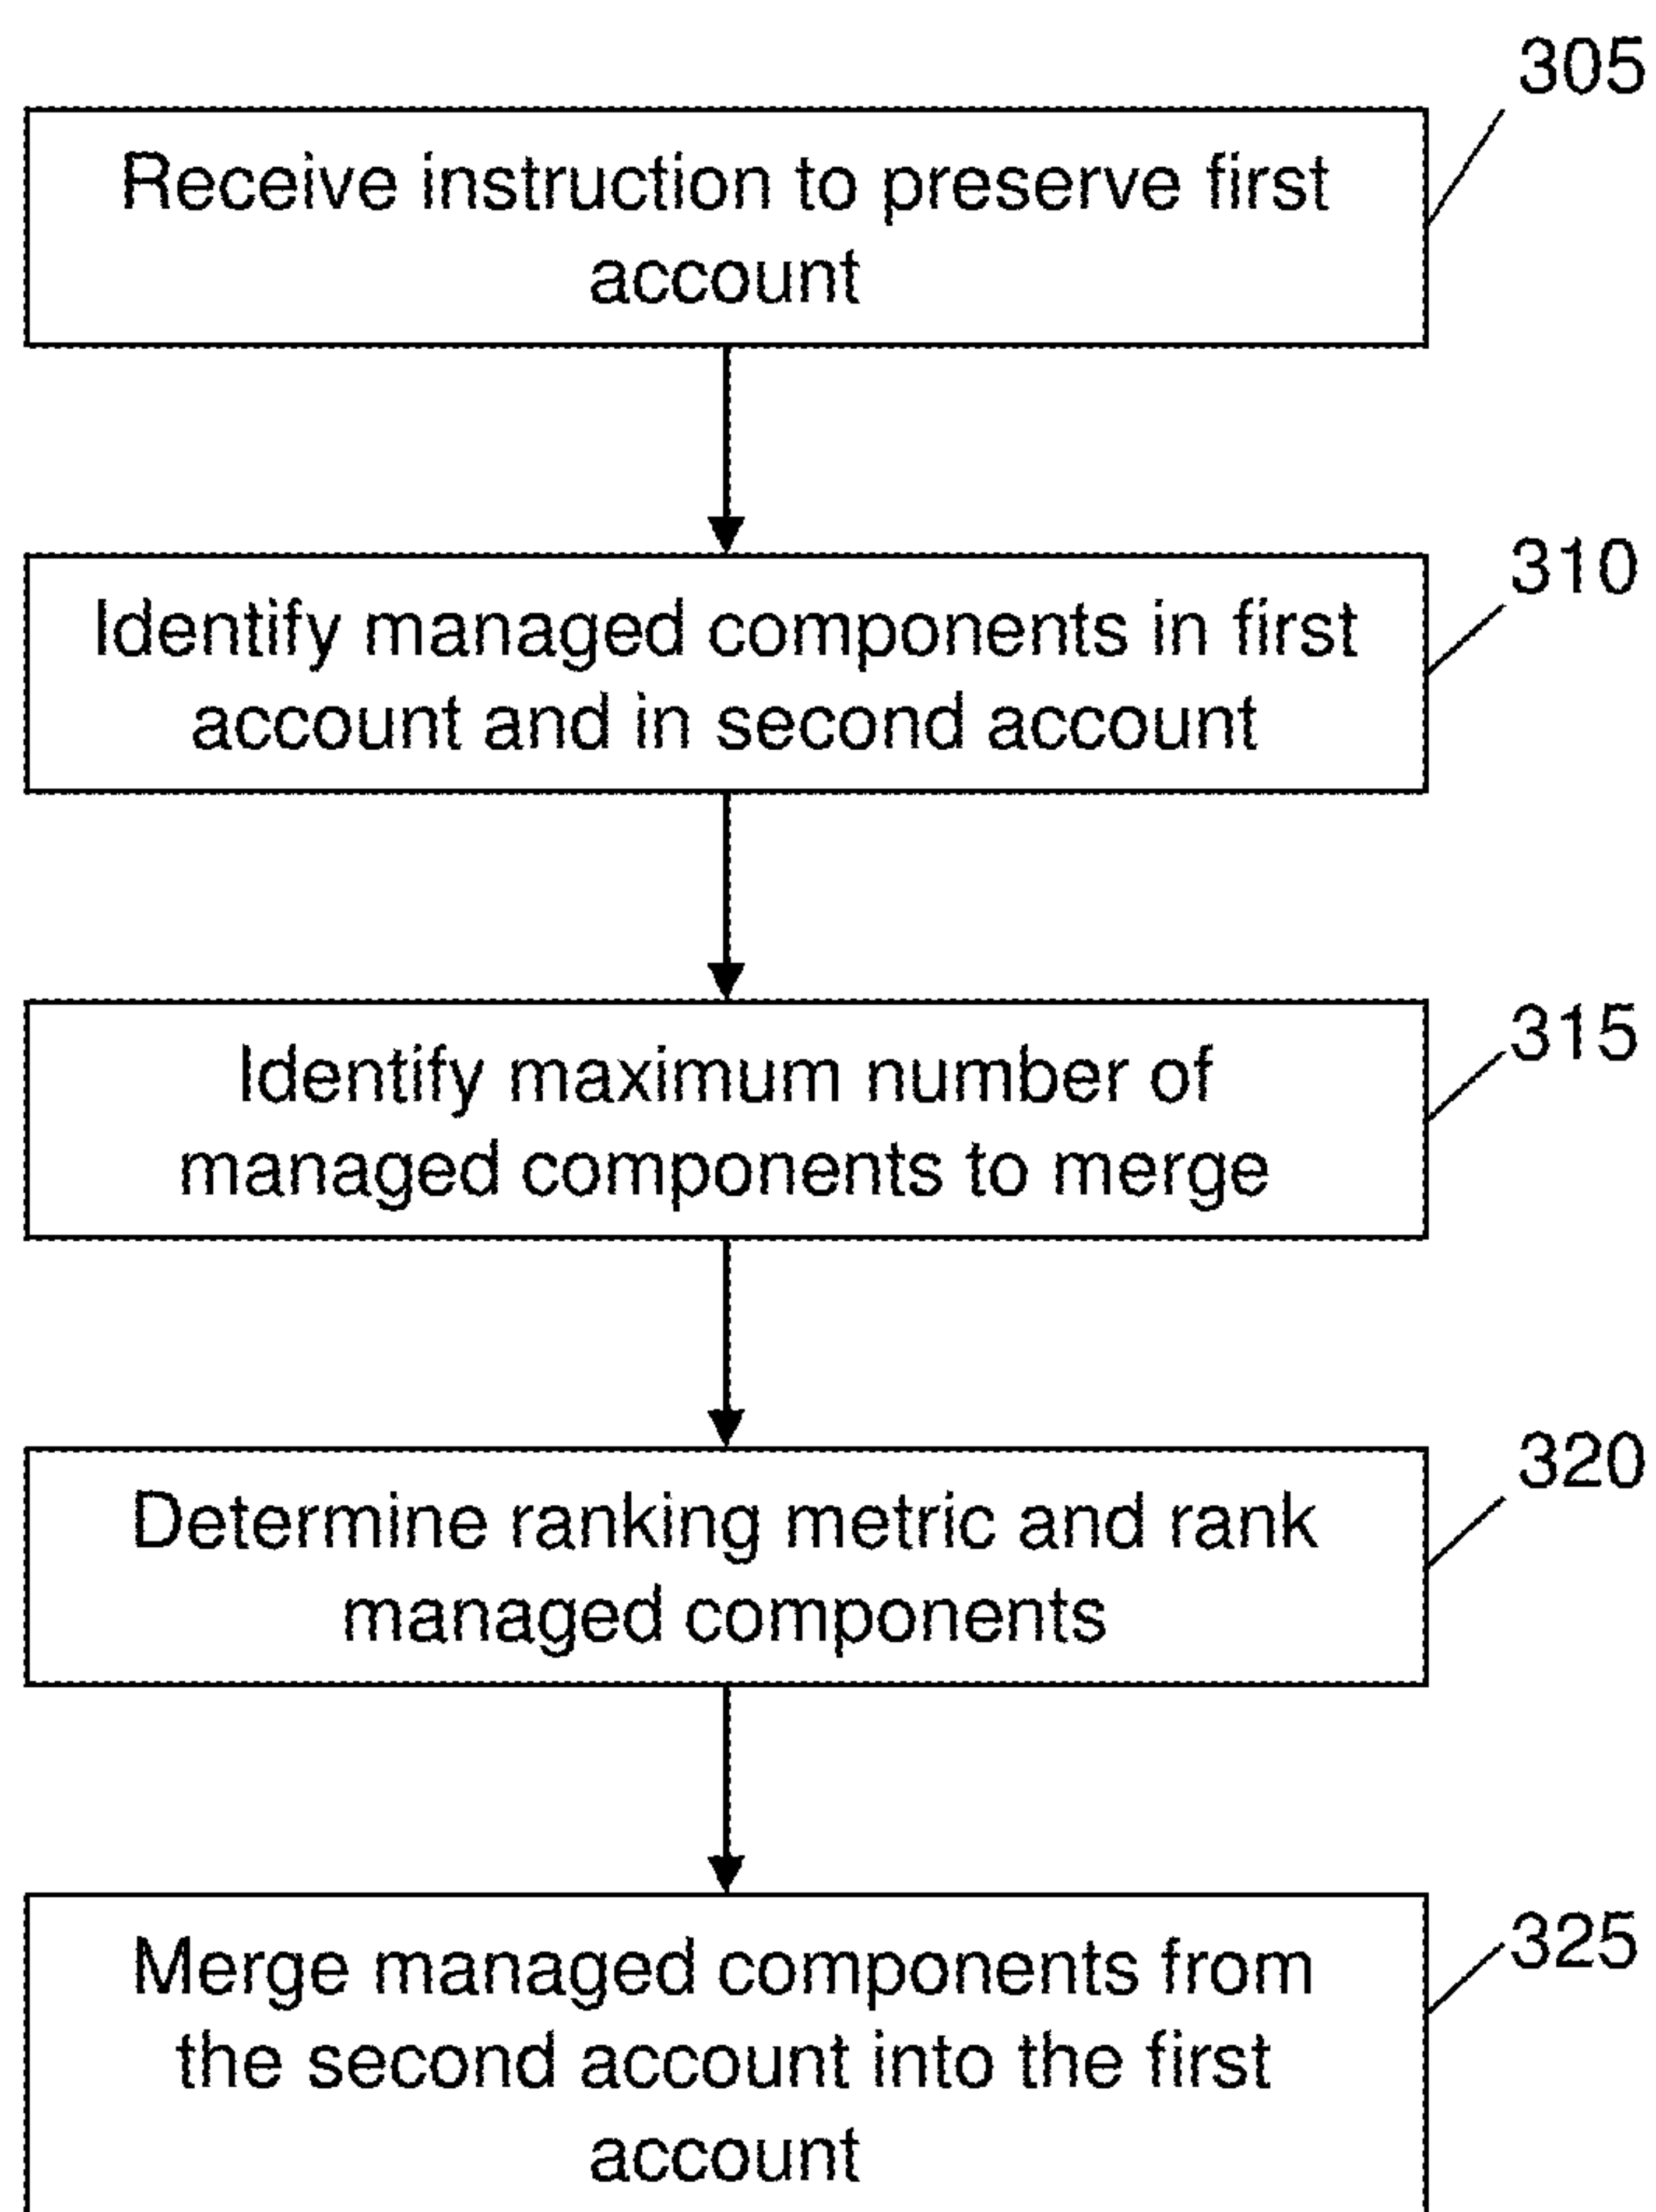 305
Receive instruction to preserve first
account
310
Identify managed components in first
account and in second account
315
Identify maximum number of
managed components to merge
320
Determine ranking metric and rank
managed components
325
Merge managed components from
the second account into the first
account